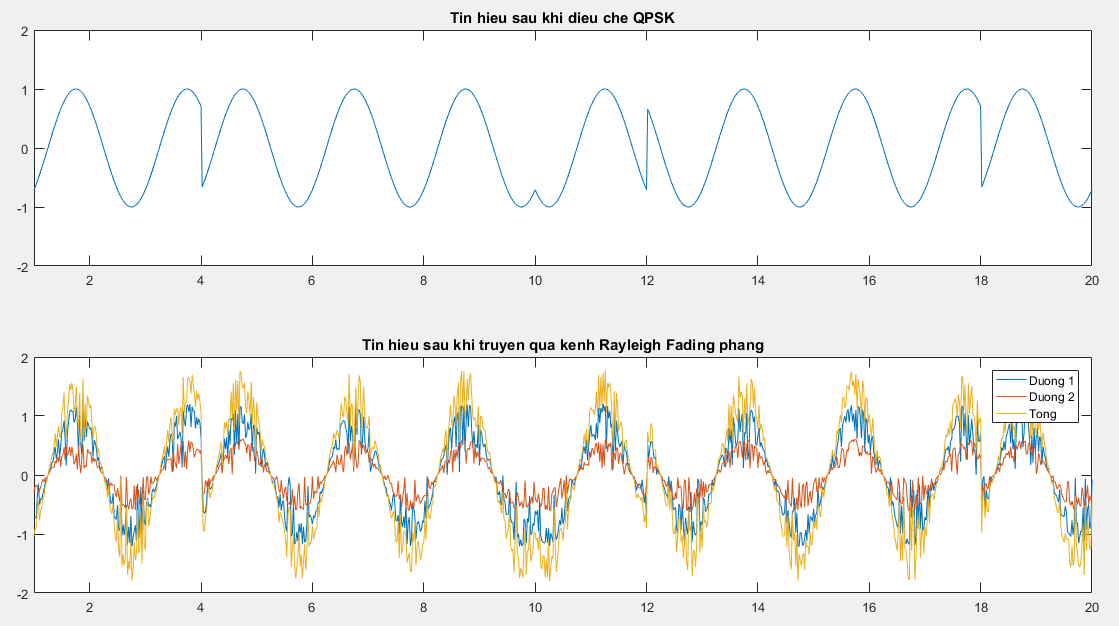 Tin hieu sau khi dieu che QPSK
2
1
0
-1
-2
2 4 6 8 10 12 14 16 18 20
Tin hieu sau khi truyen qua kenh Rayleigh Fading phang
2
1
0
-1
-2
Duong 1
Duong 2
Tong
2 4 6 8 10 12 14 16 18 20